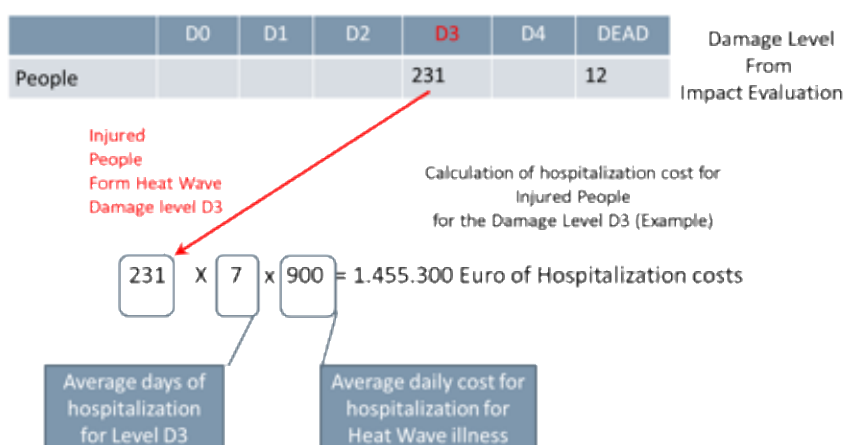 D0 D1 D2 D3 D4 DEAD
People 231 12
Damage Level
From
Impact Evaluation
Injured
People
Form Heat Wave
Damage level D3
Calculation of hospitalization cost for
Injured People
for the Damage Level D3 (Example)
231 X 7 x 900 = 1.455.300 Euro of Hospitalization costs
Average days of
hospitalization
for Level D3
Average daily cost for
hospitalization for
Heat Wave illness